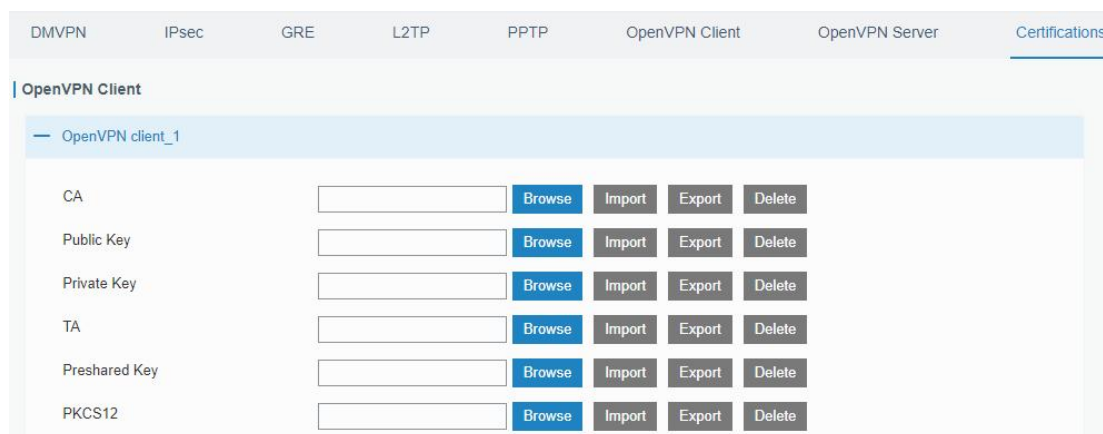 DMVPN IPsec GRE L2TP PPTP OpenVPN Client OpenVPN Server Certifications
OpenVPN Client
— OpenVPN client_1
CA Browse Import Export Delete
Public Key Browse Import Export Delete
Private Key Browse Import Export Delete
TA Browse Import Export Delete
Preshared Key Browse Import Export Delete
PKCS12 Browse Import Export Delete